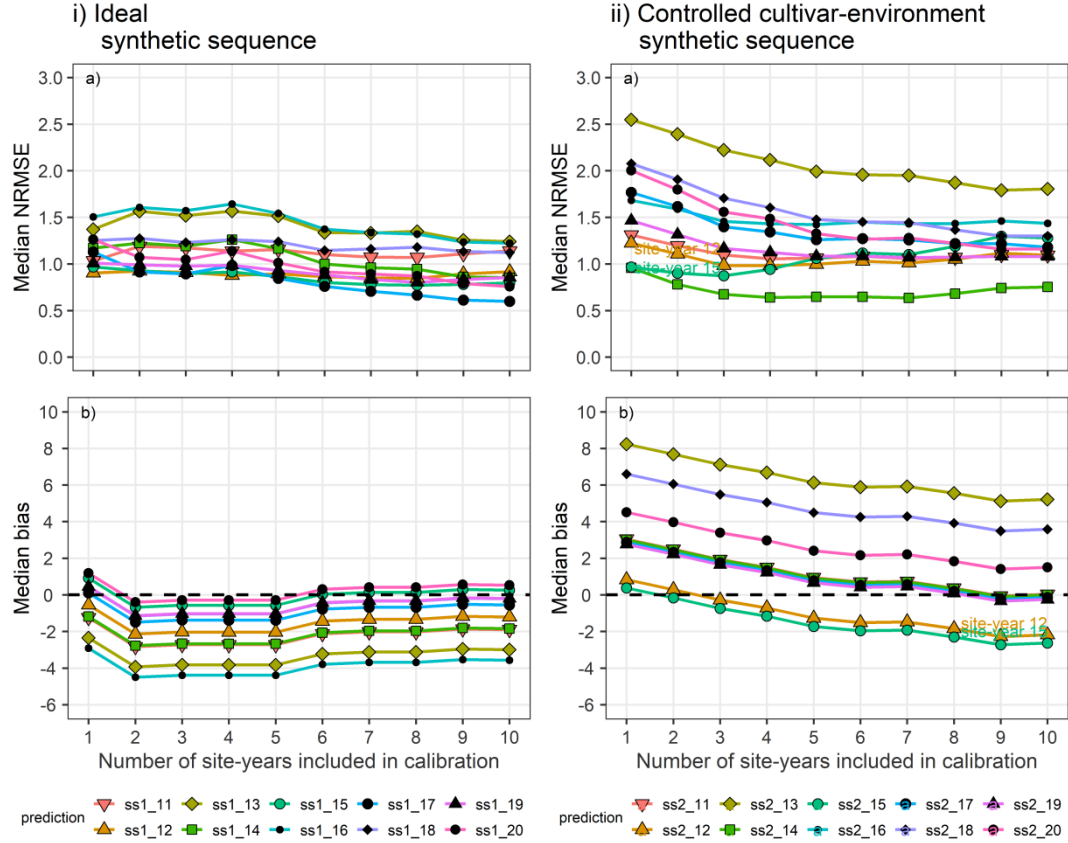 i) Ideal
synthetic sequence
ii) Controlled cultivar-environment
synthetic sequence
a)
Median NRMSE
3.0
2.5
2.0
1.5
1.0
0.5
0.0
a)
Median NRMSE
3.0
2.5
2.0
1.5
1.0
0.5
0.0
site-year 12
b)
Median bias
10
8
6
4
2
0
-2
-4
-6
1 2 3 4 5 6 7 8 9 10
Number of site-years included in calibration
b)
Median bias
10
8
6
4
2
0
-2
-4
-6
site-year 12
1 2 3 4 5 6 7 8 9 10
Number of site-years included in calibration
prediction
ss1_11 ss1_13 ss1_15 ss1_17 ss1_19
ss1_12 ss1_14 ss1_16 ss1_18 ss1_20
prediction
ss2_11 ss2_13 ss2_15 ss2_17 ss2_19
ss2_12 ss2_14 ss2_16 ss2_18 ss2_20